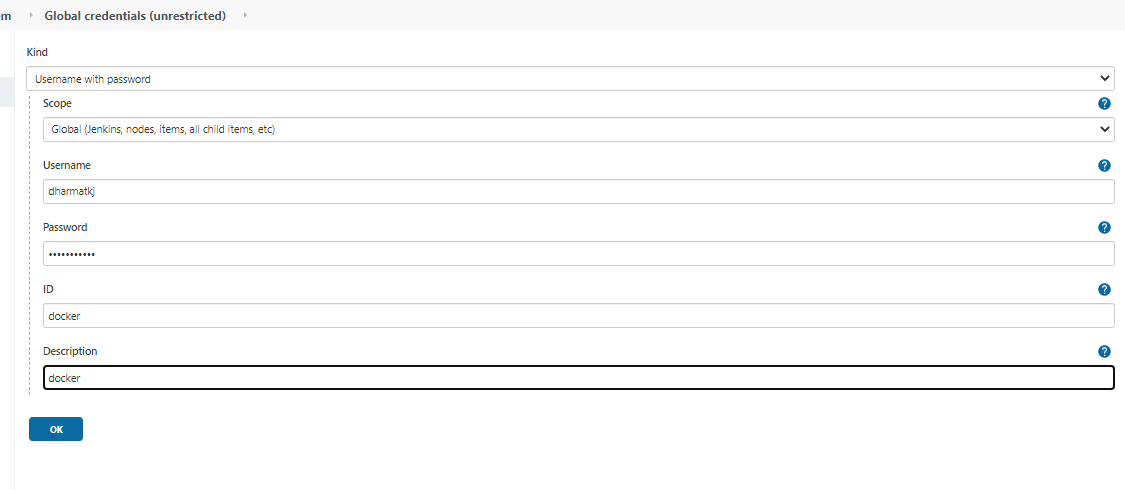 m Global credentials (unrestricted)
Kind
Username with password
Scope
?
Global (Jenkins, nodes, items, all child items, etc)
Username
?
dharmatkj
Password
?
•••••••••••
ID
?
docker
Description
?
docker
OK